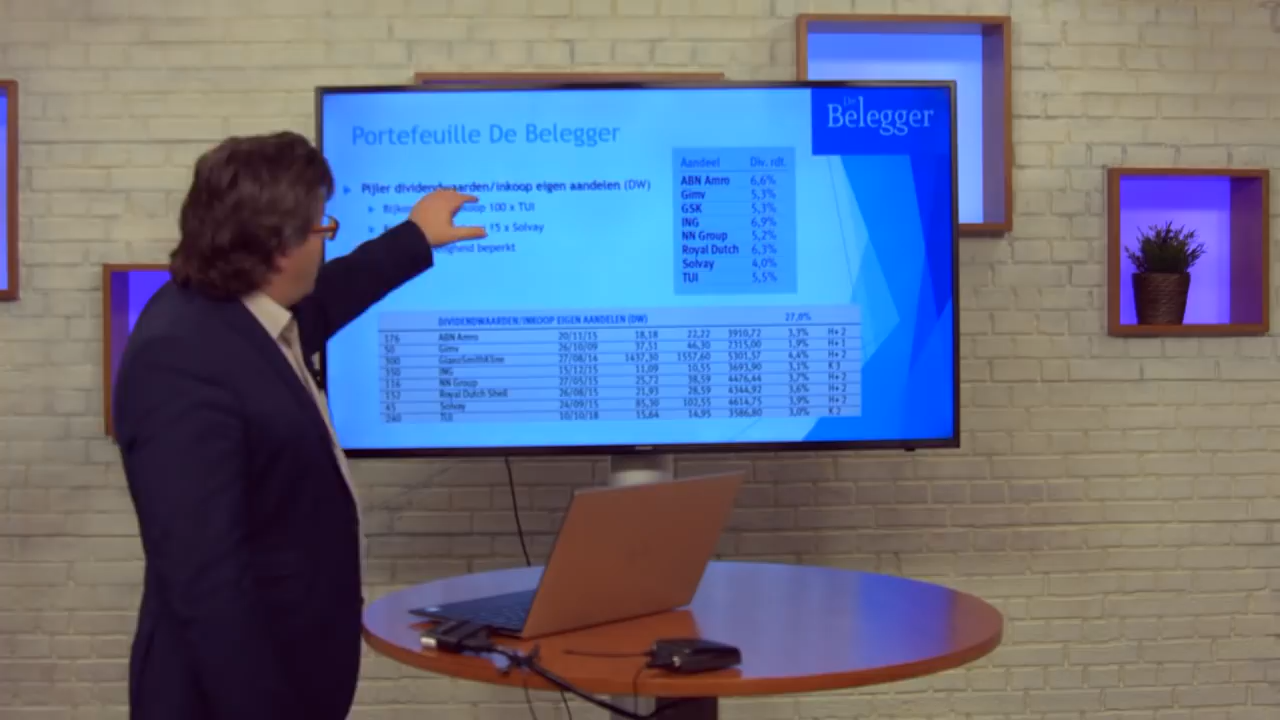 De
Belegger
Portefeuille De Belegger
Pijler dividendwaarden/inkoop eigen aandelen (DW)
100 x TUI
15 x Solvay
beperkt
Aandeel Div. rdt.
ABN Amro 6,6%
Gimv 5,3%
GSK 5,3%
ING 6,9%
NN Group 5,2%
Royal Dutch 6,3%
Solvay 4,0%
TUI 5,5%
DIVIDENDWAARDEN/INKOOP EIGEN AANDELEN (DW) 27,0%
176 ABN Amro 20/11/15 18,18 22,22 3910,72 3,3% H+ 2
50 Gimv 26/10/09 37,51 46,30 2315,00 1,9% H+ 1
300 GlaxoSmithKline 27/08/14 1437,30 1557,60 5301,57 4,4% H+ 2
350 ING 15/12/15 11,09 10,55 3693,90 3,1% K 3
116 NN Group 27/05/15 25,72 38,59 4476,44 3,7% H+ 2
152 Royal Dutch Shell 26/08/15 21,93 28,59 4344,92 3,6% H+ 2
45 Solvay 24/09/15 85,30 102,55 4614,75 3,9% H+ 2
240 TUI 10/10/18 15,64 14,95 3586,80 3,0% K 2